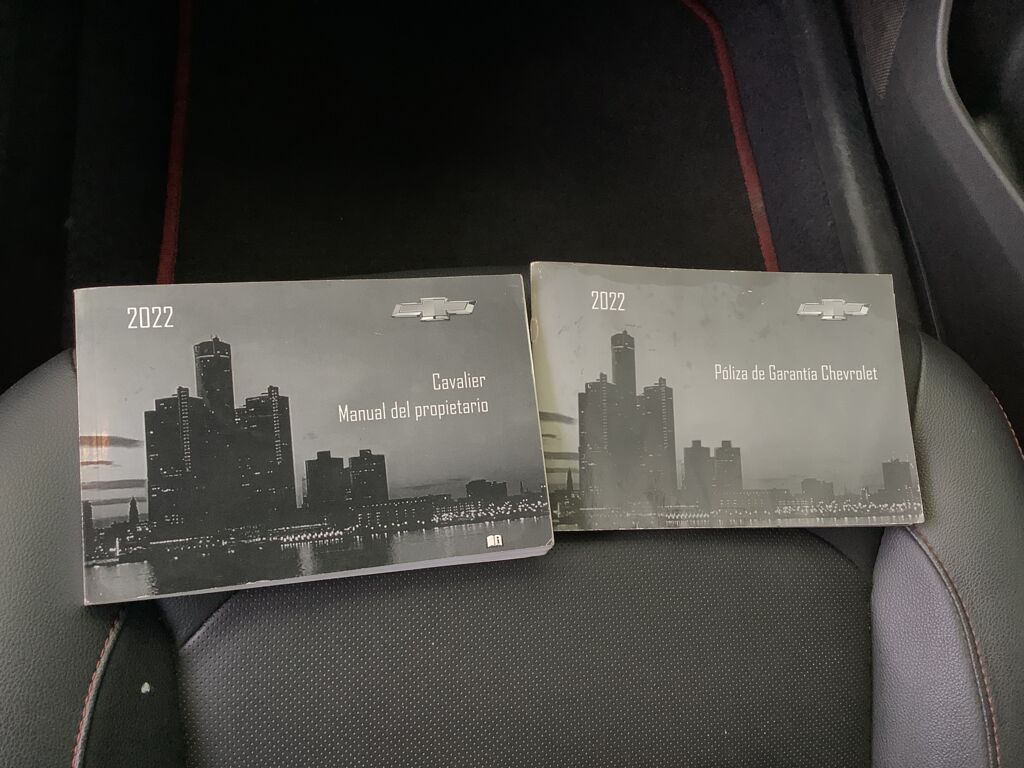 2022
Cavalier
Manual del propietario
2022
Póliza de Garantía Chevrolet